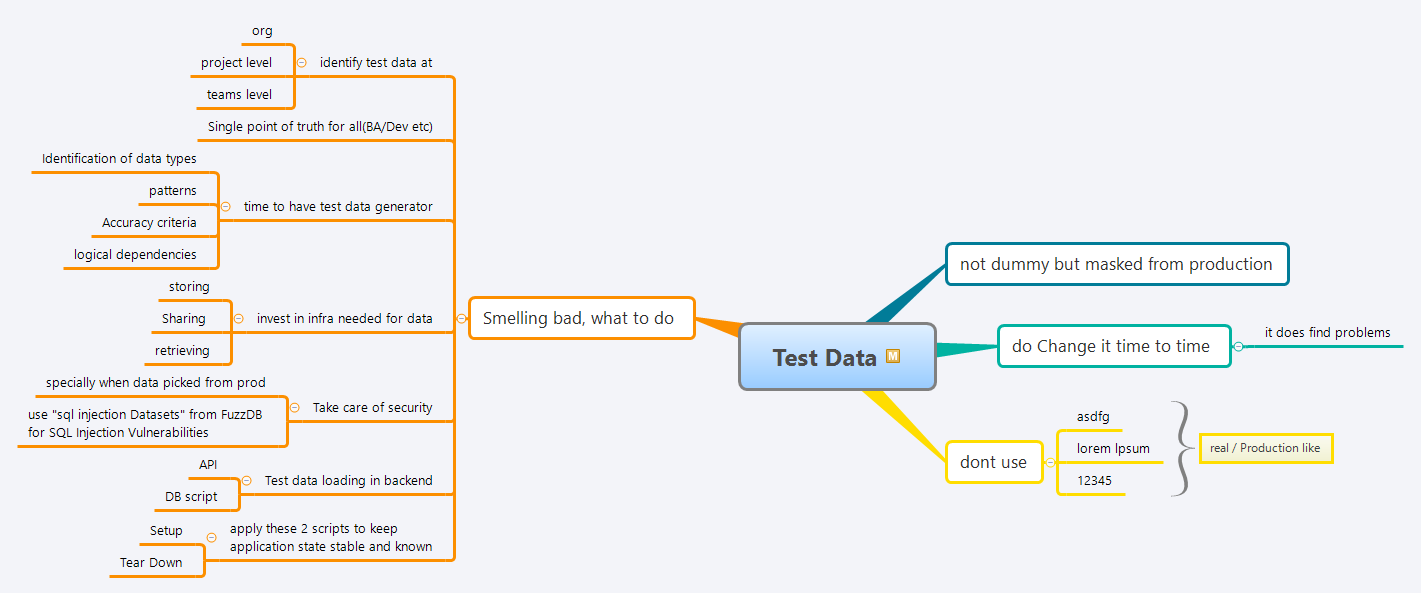 Test Data
M
not dummy but masked from production
do Change it time to time
it does find problems
dont use
asdfg
lorem Ipsum
12345
real / Production like
Smelling bad, what to do
identify test data at
org
project level
teams level
Single point of truth for all(BA/Dev etc)
time to have test data generator
Identification of data types
patterns
Accuracy criteria
logical dependencies
invest in infra needed for data
storing
Sharing
retrieving
Take care of security
specially when data picked from prod
use "sql injection Datasets" from FuzzDB
for SQL Injection Vulnerabilities
Test data loading in backend
API
DB script
apply these 2 scripts to keep
application state stable and known
Setup
Tear Down